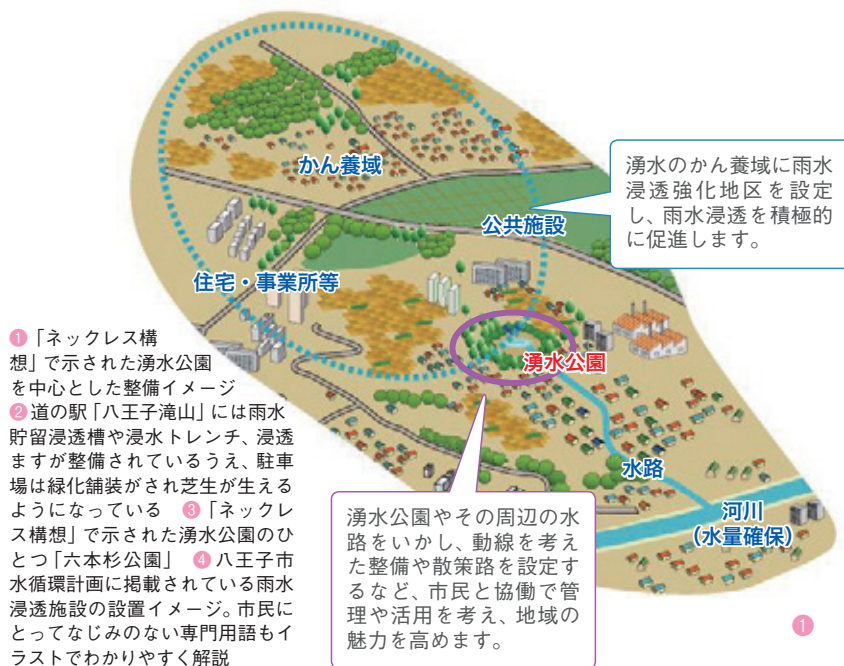 かん養域
公共施設
湧水のかん養域に雨水
浸透強化地区を設定
し、雨水浸透を積極的
に促進します。
住宅・事業所等
湧水公園
水路
河川
（水量確保）
湧水公園やその周辺の水
路をいかし、動線を考え
た整備や散策路を設定す
るなど、市民と協働で管
理や活用を考え、地域の
魅力を高めます。
❶「ネックレス構
想」で示された湧水公園
を中心とした整備イメージ
❷道の駅「八王子滝山」には雨水
貯留浸透槽や浸水トレンチ、浸透
ますが整備されているうえ、駐車
場は緑化舗装がされ芝生が生える
ようになっている ❸「ネックレ
ス構想」で示された湧水公園のひ
とつ「六本杉公園」 ❹八王子市
水循環計画に掲載されている雨水
浸透施設の設置イメージ。市民に
とってなじみのない専門用語もイ
ラストでわかりやすく解説
❶